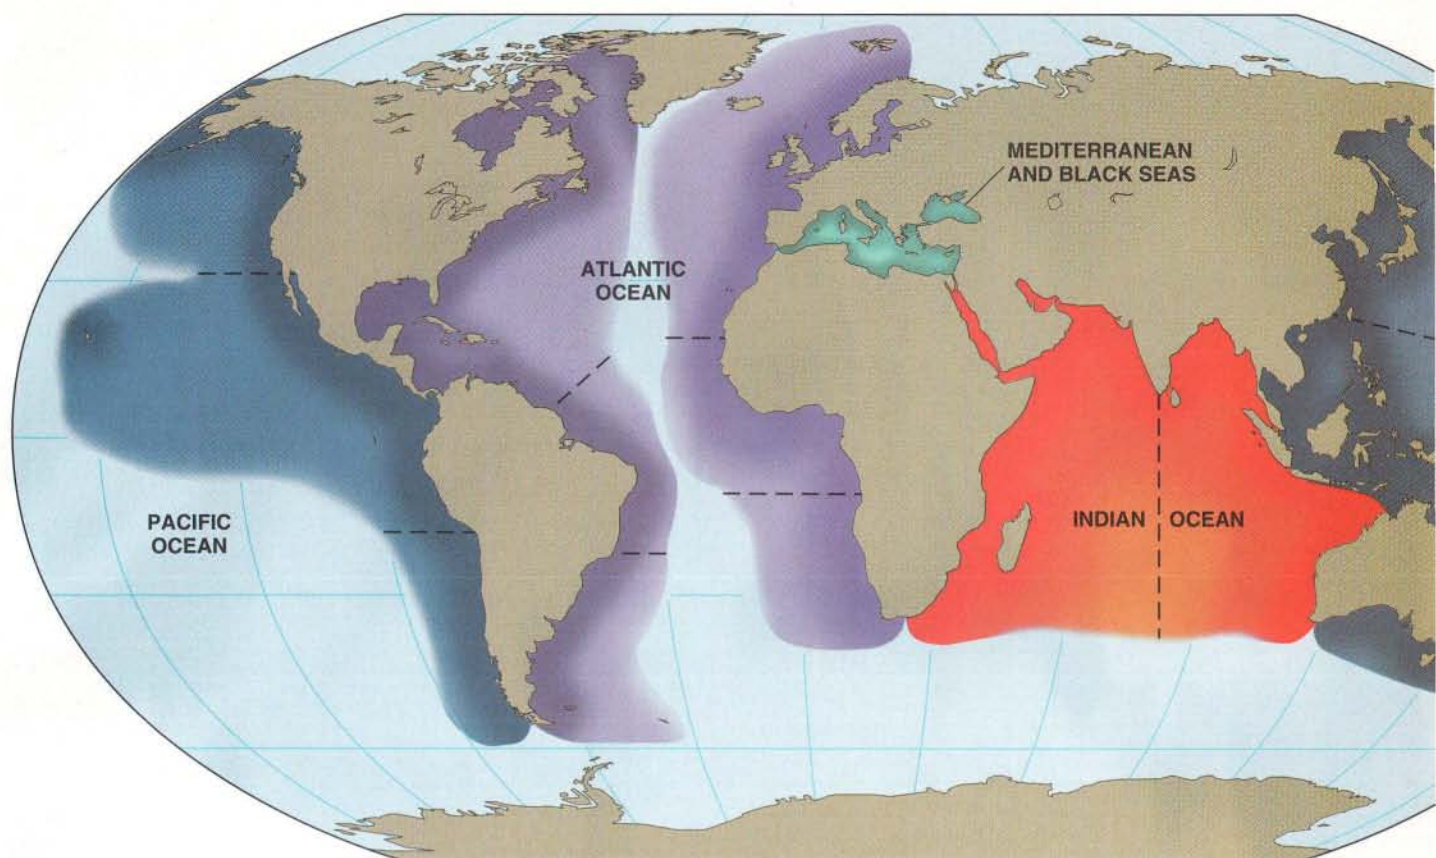 MEDITERRANEAN
AND BLACK SEAS
ATLANTIC
OCEAN
PACIFIC
OCEAN
INDIAN OCEAN